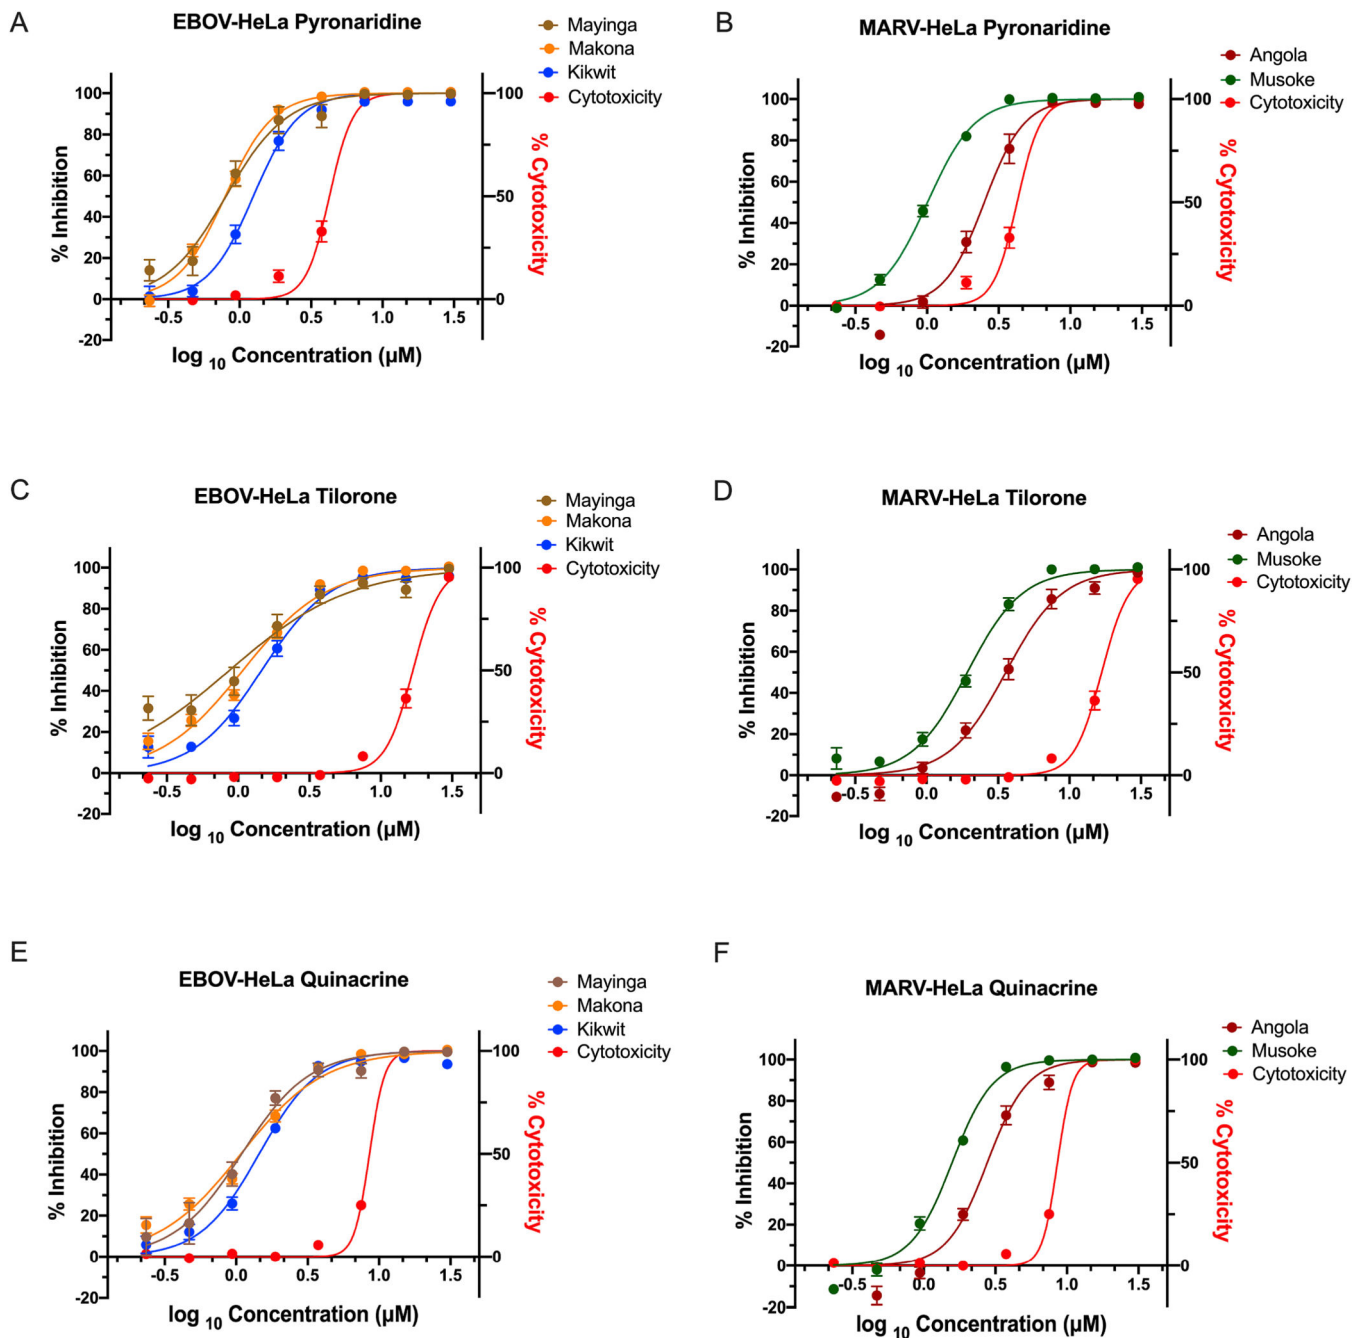 A
EBOV-HeLa Pyronaridine
Mayinga
Makona
Kikwit
Cytotoxicity
100
80
60
40
20
0
-20
% Inhibition
-0.5
0.0
0.5
1.0
1.5
100
50
0
% Cytotoxicity
log 10 Concentration (µM)
B
MARV-HeLa Pyronaridine
Angola
Musoke
Cytotoxicity
100
80
60
40
20
0
-20
% Inhibition
-0.5
0.0
0.5
1.0
1.5
100
50
0
% Cytotoxicity
log 10 Concentration (µM)
C
EBOV-HeLa Tilorone
Mayinga
Makona
Kikwit
Cytotoxicity
100
80
60
40
20
0
-20
% Inhibition
-0.5
0.0
0.5
1.0
1.5
100
50
0
% Cytotoxicity
log 10 Concentration (µM)
D
MARV-HeLa Tilorone
Angola
Musoke
Cytotoxicity
100
80
60
40
20
0
-20
% Inhibition
-0.5
0.0
0.5
1.0
1.5
100
50
0
% Cytotoxicity
log 10 Concentration (µM)
E
EBOV-HeLa Quinacrine
Mayinga
Makona
Kikwit
Cytotoxicity
100
80
60
40
20
0
-20
% Inhibition
-0.5
0.0
0.5
1.0
1.5
100
50
0
% Cytotoxicity
log 10 Concentration (µM)
F
MARV-HeLa Quinacrine
Angola
Musoke
Cytotoxicity
100
80
60
40
20
0
-20
% Inhibition
-0.5
0.0
0.5
1.0
1.5
100
50
0
% Cytotoxicity
log 10 Concentration (µM)